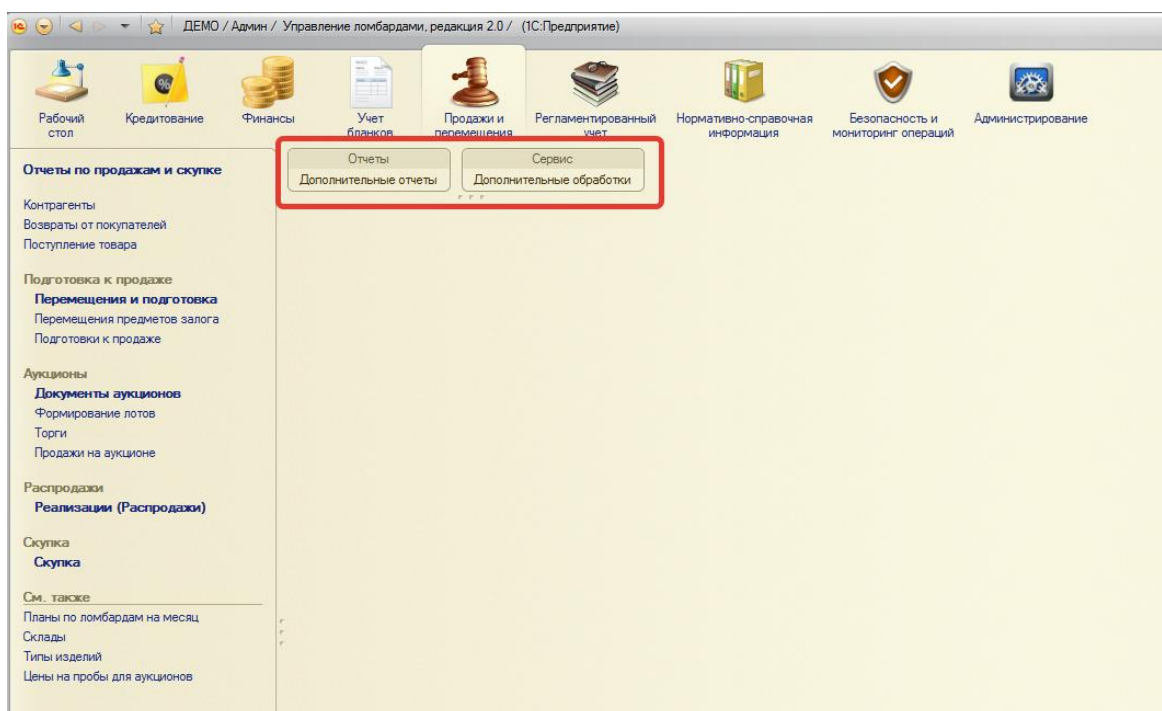 ДЕМО / Админ / Управление ломбардами, редакция 2.0 / (1С:Предприятие)
Рабочий стол
Кредитование
Финансы
Учет бланков
Продажи и перемещения
Регламентированный учет
Нормативно-справочная информация
Безопасность и мониторинг операций
Администрирование
Отчеты
Дополнительные отчеты
Сервис
Дополнительные обработки
Отчеты по продажам и скупке
Контрагенты
Возвраты от покупателей
Поступление товара
Подготовка к продаже
Перемещения и подготовка
Перемещения предметов залога
Подготовки к продаже
Аукционы
Документы аукционов
Формирование лотов
Торги
Продажи на аукционе
Распродажи
Реализации (Распродажи)
Скупка
Скупка
См. также
Планы по ломбардам на месяц
Склады
Типы изделий
Цены на пробы для аукционов